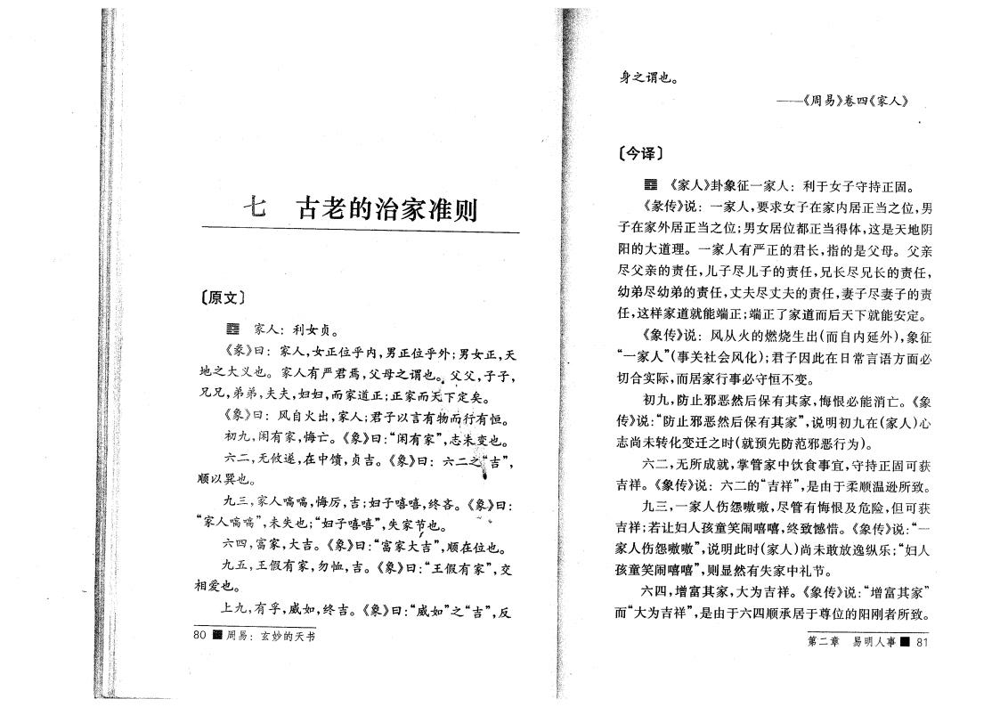 七　古老的治家准则
〔原文〕
䷤　家人：利女贞。
《彖》曰：家人，女正位乎内，男正位乎外；男女正，天
地之大义也。家人有严君焉，父母之谓也。父父，子子，
兄兄，弟弟，夫夫，妇妇，而家道正；正家而天下定矣。
《象》曰：风自火出，家人；君子以言有物而行有恒。
初九，闲有家，悔亡。《象》曰：“闲有家”，志未变也。
六二，无攸遂，在中馈，贞吉。《象》曰：六二之“吉”，
顺以巽也。
九三，家人嗃嗃，悔厉，吉；妇子嘻嘻，终吝。《象》曰：
“家人嗃嗃”，未失也；“妇子嘻嘻”，失家节也。
六四，富家，大吉。《象》曰：“富家大吉”，顺在位也。
九五，王假有家，勿恤，吉。《象》曰：“王假有家”，交
相爱也。
上九，有孚，威如，终吉。《象》曰：“威如”之“吉”，反
80 ■ 周易：玄妙的天书
身之谓也。
——《周易》卷四《家人》
〔今译〕
䷤　《家人》卦象征一家人：利于女子守持正固。
《彖传》说：一家人，要求女子在家内居正当之位，男
子在家外居正当之位；男女居位都正当得体，这是天地阴
阳的大道理。一家人有严正的君长，指的是父母。父亲
尽父亲的责任，儿子尽儿子的责任，兄长尽兄长的责任，
幼弟尽幼弟的责任，丈夫尽丈夫的责任，妻子尽妻子的责
任，这样家道就能端正；端正了家道而后天下就能安定。
《象传》说：风从火的燃烧生出（而自内延外），象征
“一家人”（事关社会风化）；君子因此在日常言语方面必
切合实际，而居家行事必守恒不变。
初九，防止邪恶然后保有其家，悔恨必能消亡。《象
传》说：“防止邪恶然后保有其家”，说明初九在（家人）心
志尚未转化变迁之时（就预先防范邪恶行为）。
六二，无所成就，掌管家中饮食事宜，守持正固可获
吉祥。《象传》说：六二的“吉祥”，是由于柔顺温逊所致。
九三，一家人伤怨嗷嗷，尽管有悔恨及危险，但可获
吉祥；若让妇人孩童笑闹嘻嘻，终致憾惜。《象传》说：“一
家人伤怨嗷嗷”，说明此时（家人）尚未敢放逸纵乐；“妇人
孩童笑闹嘻嘻”，则显然有失家中礼节。
六四，增富其家，大为吉祥。《象传》说：“增富其家”
而“大为吉祥”，是由于六四顺承居于尊位的阳刚者所致。
第二章　易明人事 ■ 81